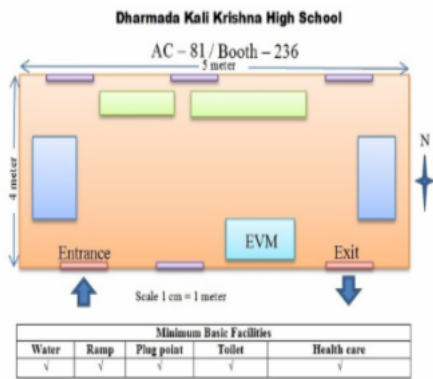 Dharmada Kali Krishna High School
AC – 81 / Booth – 236
5 meter
4 meter
N
EVM
Entrance
Exit
Scale 1 cm = 1 meter
Minimum Basic Facilities
Water Ramp Plug point Toilet Health care
√ √ √ √ √